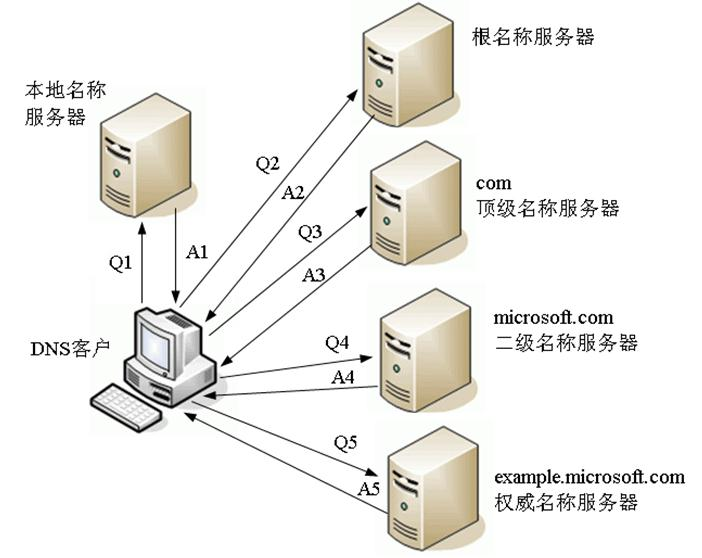 根名称服务器
本地名称
服务器
Q2
A2
com
顶级名称服务器
Q3
Q1
A1
A3
microsoft.com
二级名称服务器
DNS客户
Q4
A4
Q5
A5
example.microsoft.com
权威名称服务器